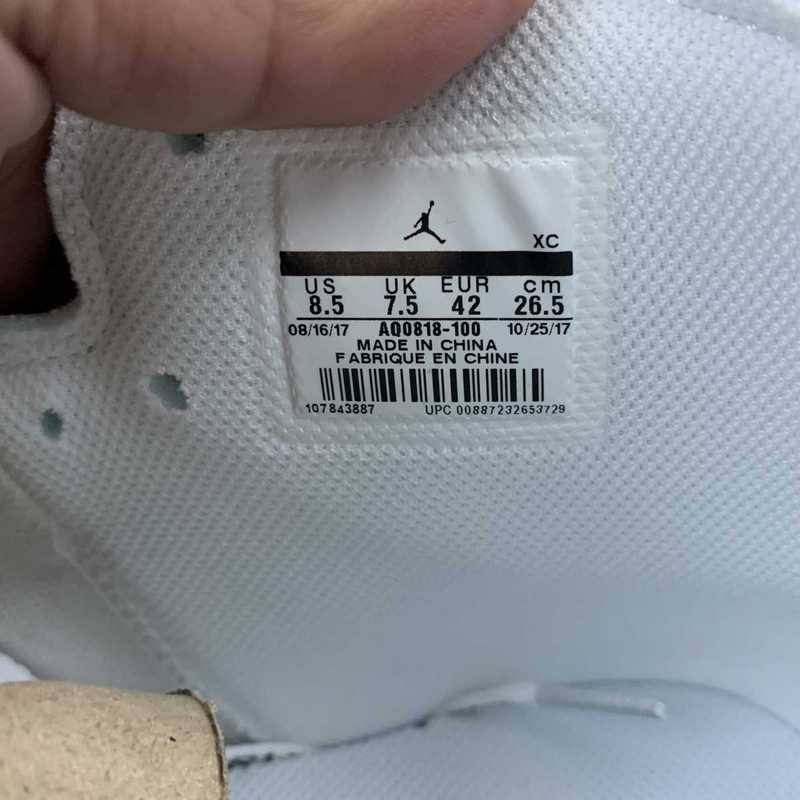 XC
US UK EUR cm
8.5 7.5 42 26.5
08/16/17 AQ0818-100 10/25/17
MADE IN CHINA
FABRIQUE EN CHINE
107843887 UPC 00887232653729